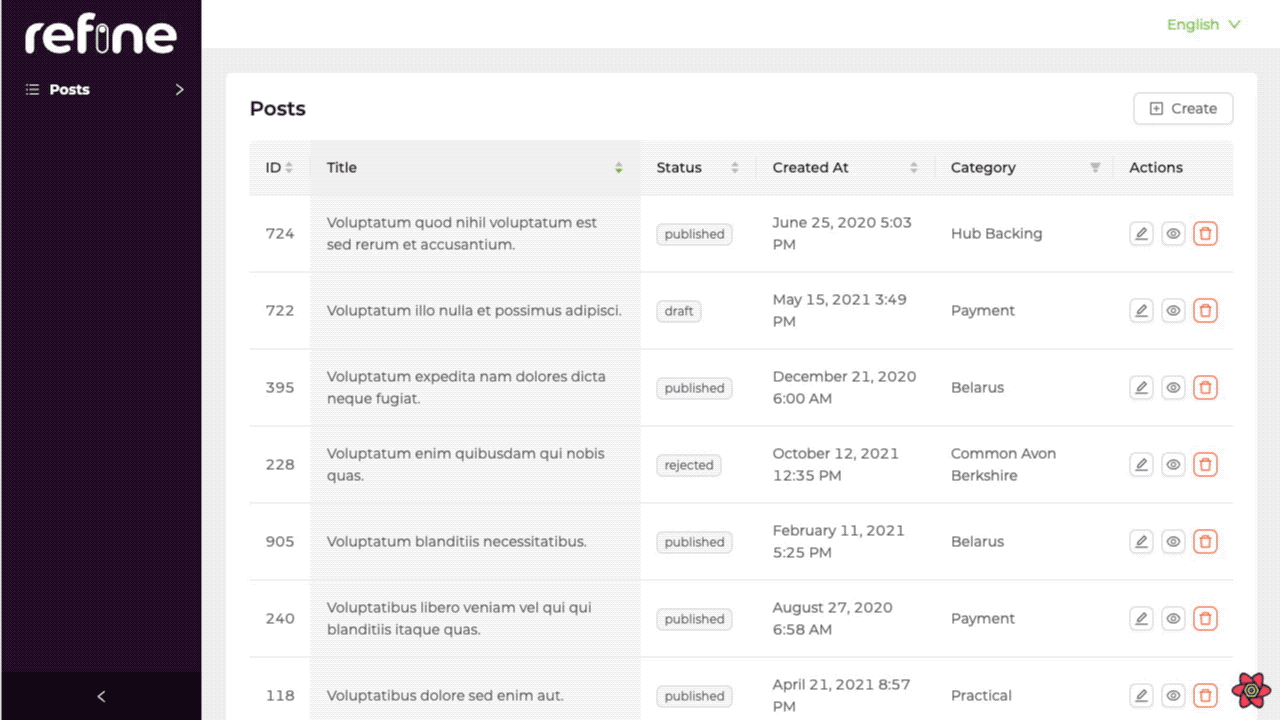 refine
English
Posts
Posts
Create
ID Title Status Created At Category Actions
724 Voluptatum quod nihil voluptatum est sed rerum et accusantium. published June 25, 2020 5:03 PM Hub Backing
722 Voluptatum illo nulla et possimus adipisci. draft May 15, 2021 3:49 PM Payment
395 Voluptatum expedita nam dolores dicta neque fugiat. published December 21, 2020 6:00 AM Belarus
228 Voluptatum enim quibusdam qui nobis quas. rejected October 12, 2021 12:35 PM Common Avon Berkshire
905 Voluptatum blanditiis necessitatibus. published February 11, 2021 5:25 PM Belarus
240 Voluptatibus libero veniam vel qui qui blanditiis itaque quas. published August 27, 2020 6:58 AM Payment
118 Voluptatibus dolore sed enim aut. published April 21, 2021 8:57 PM Practical